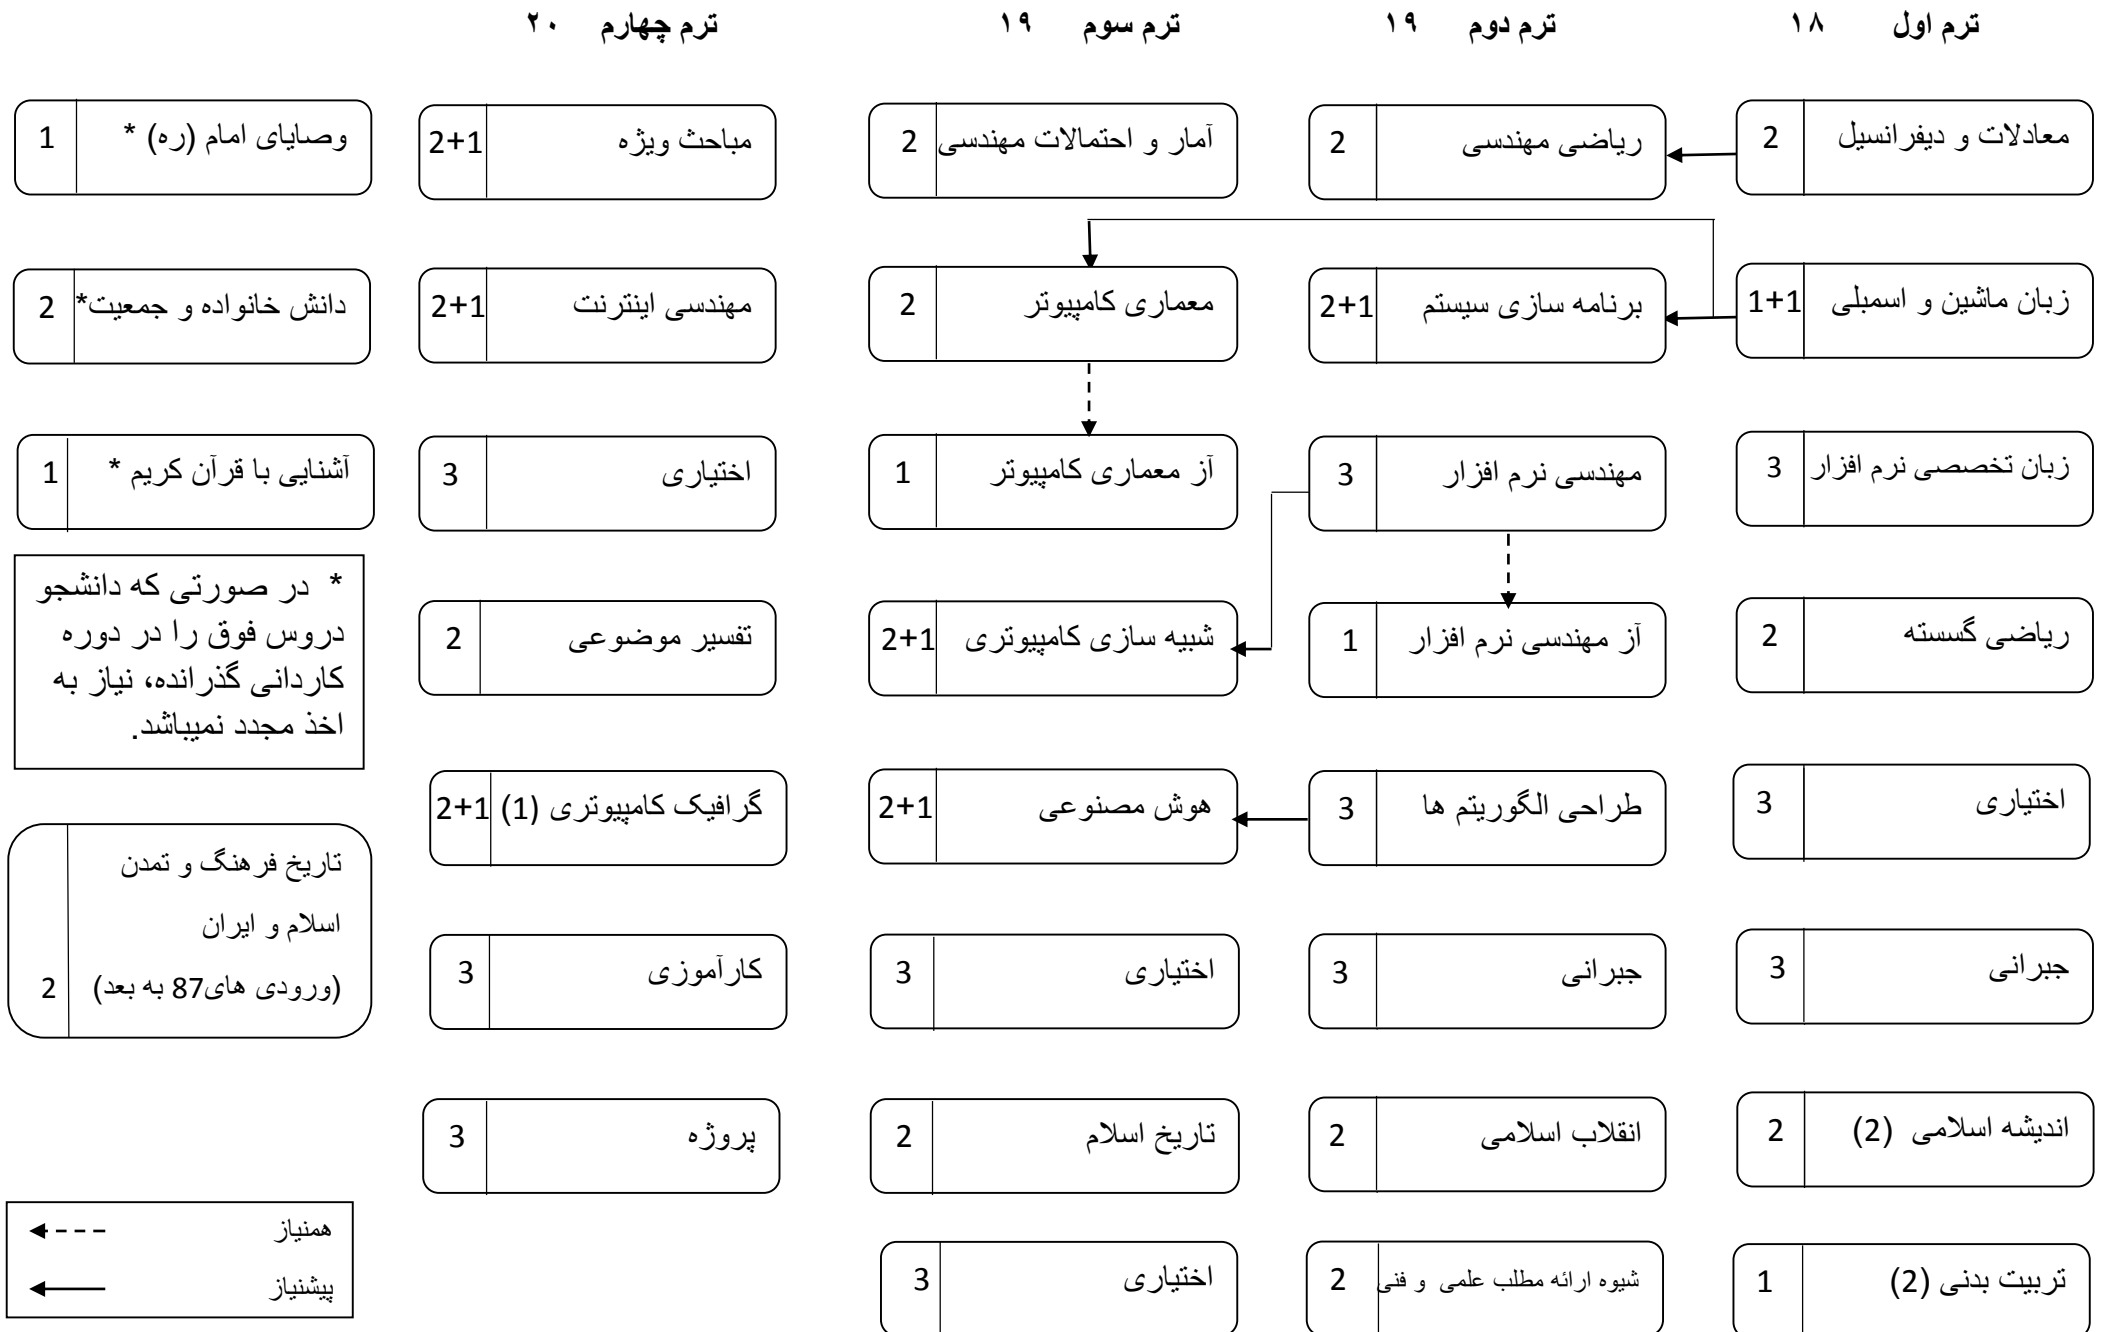 ترم اول ۱۸
ترم دوم ۱۹
ترم سوم ۱۹
ترم چهارم ۲۰
معادلات و دیفرانسیل 2
ریاضی مهندسی 2
آمار و احتمالات مهندسی 2
مباحث ویژه 2+1
وصایای امام (ره) * 1
زبان ماشین و اسمبلی 1+1
برنامه سازی سیستم 2+1
معماری کامپیوتر 2
مهندسی اینترنت 2+1
دانش خانواده و جمعیت* 2
زبان تخصصی نرم افزار 3
مهندسی نرم افزار 3
آز معماری کامپیوتر 1
اختیاری 3
آشنایی با قرآن کریم * 1
ریاضی گسسته 2
آز مهندسی نرم افزار 1
شبیه سازی کامپیوتری 2+1
تفسیر موضوعی 2
* در صورتی که دانشجو
دروس فوق را در دوره
کاردانی گذرانده، نیاز به
اخذ مجدد نمیباشد.
اختیاری 3
طراحی الگوریتم ها 3
هوش مصنوعی 2+1
گرافیک کامپیوتری (1) 2+1
تاریخ فرهنگ و تمدن
اسلام و ایران
(ورودی های87 به بعد) 2
جبرانی 3
جبرانی 3
اختیاری 3
کارآموزی 3
اندیشه اسلامی (2) 2
انقلاب اسلامی 2
تاریخ اسلام 2
پروژه 3
تربیت بدنی (2) 1
شیوه ارائه مطلب علمی و فنی 2
اختیاری 3
همنیاز
پیشنیاز